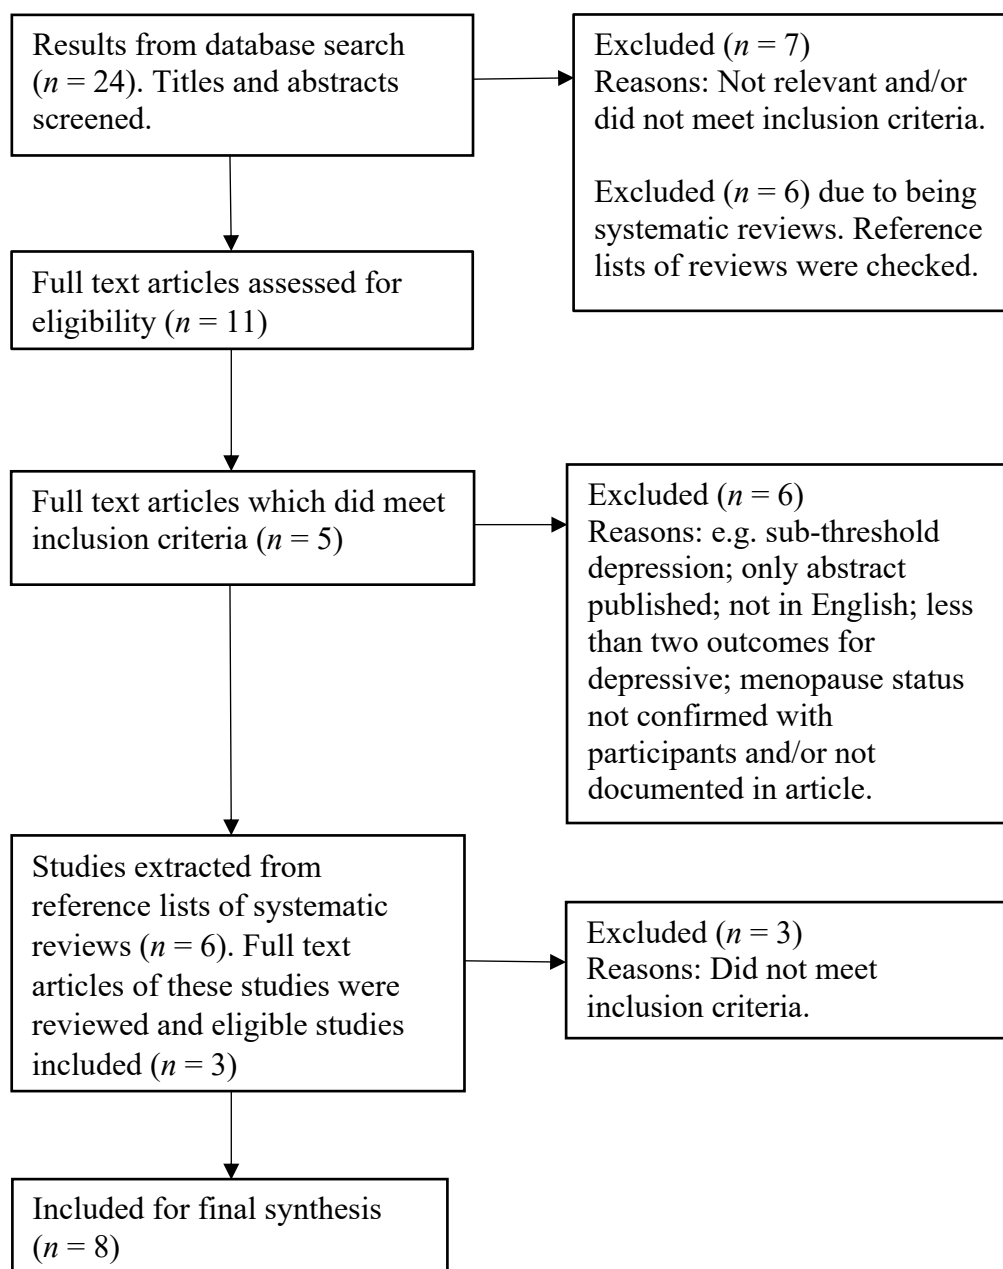 Results from database search
(n = 24). Titles and abstracts
screened.
Excluded (n = 7)
Reasons: Not relevant and/or
did not meet inclusion criteria.
Excluded (n = 6) due to being
systematic reviews. Reference
lists of reviews were checked.
Full text articles assessed for
eligibility (n = 11)
Full text articles which did meet
inclusion criteria (n = 5)
Excluded (n = 6)
Reasons: e.g. sub-threshold
depression; only abstract
published; not in English; less
than two outcomes for
depressive; menopause status
not confirmed with
participants and/or not
documented in article.
Studies extracted from
reference lists of systematic
reviews (n = 6). Full text
articles of these studies were
reviewed and eligible studies
included (n = 3)
Excluded (n = 3)
Reasons: Did not meet
inclusion criteria.
Included for final synthesis
(n = 8)